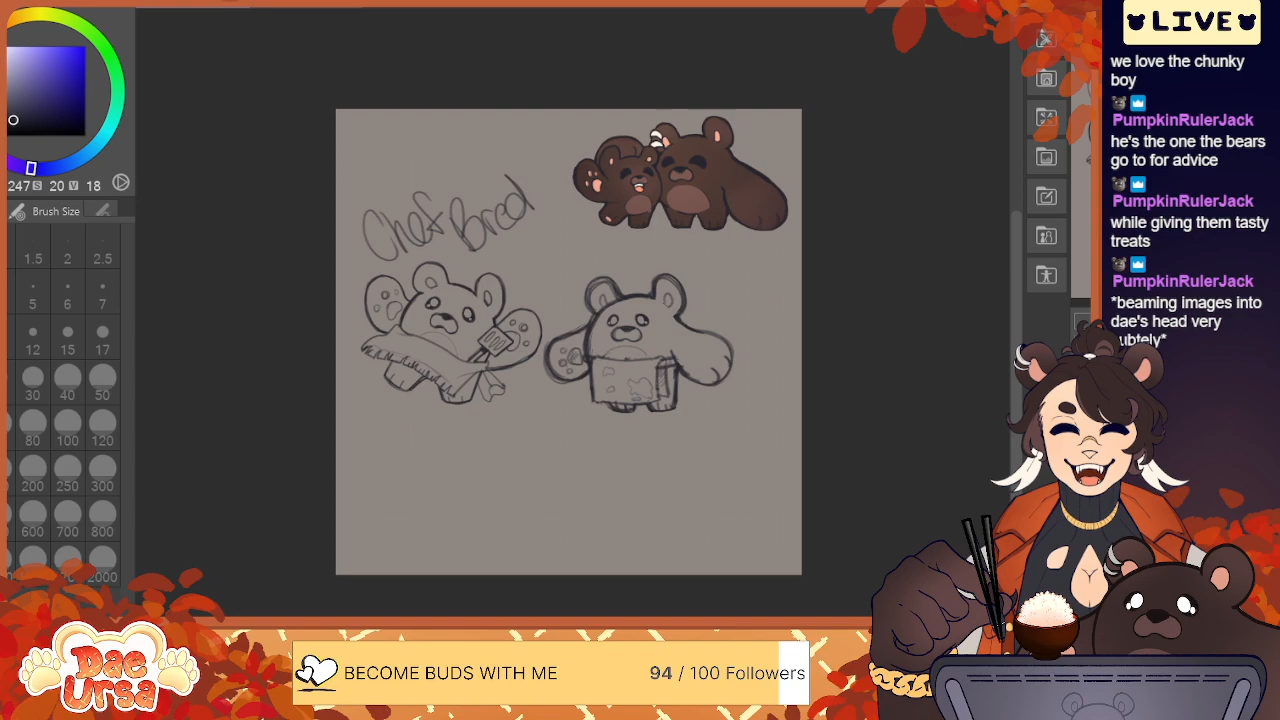 LIVE
we love the chunky
boy
PumpkinRulerJack
he's the one the bears
go to for advice
PumpkinRulerJack
while giving them tasty
treats
PumpkinRulerJack
*beaming images into
dae's head very
247 S 20 V 18
Brush Size
1.5 2 2.5
5 6 7
12 15 17
30 40 50
80 100 120
200 250 300
600 700 800
2000
Chef Bred
Dae
Ursa
BECOME BUDS WITH ME
94 / 100 Followers